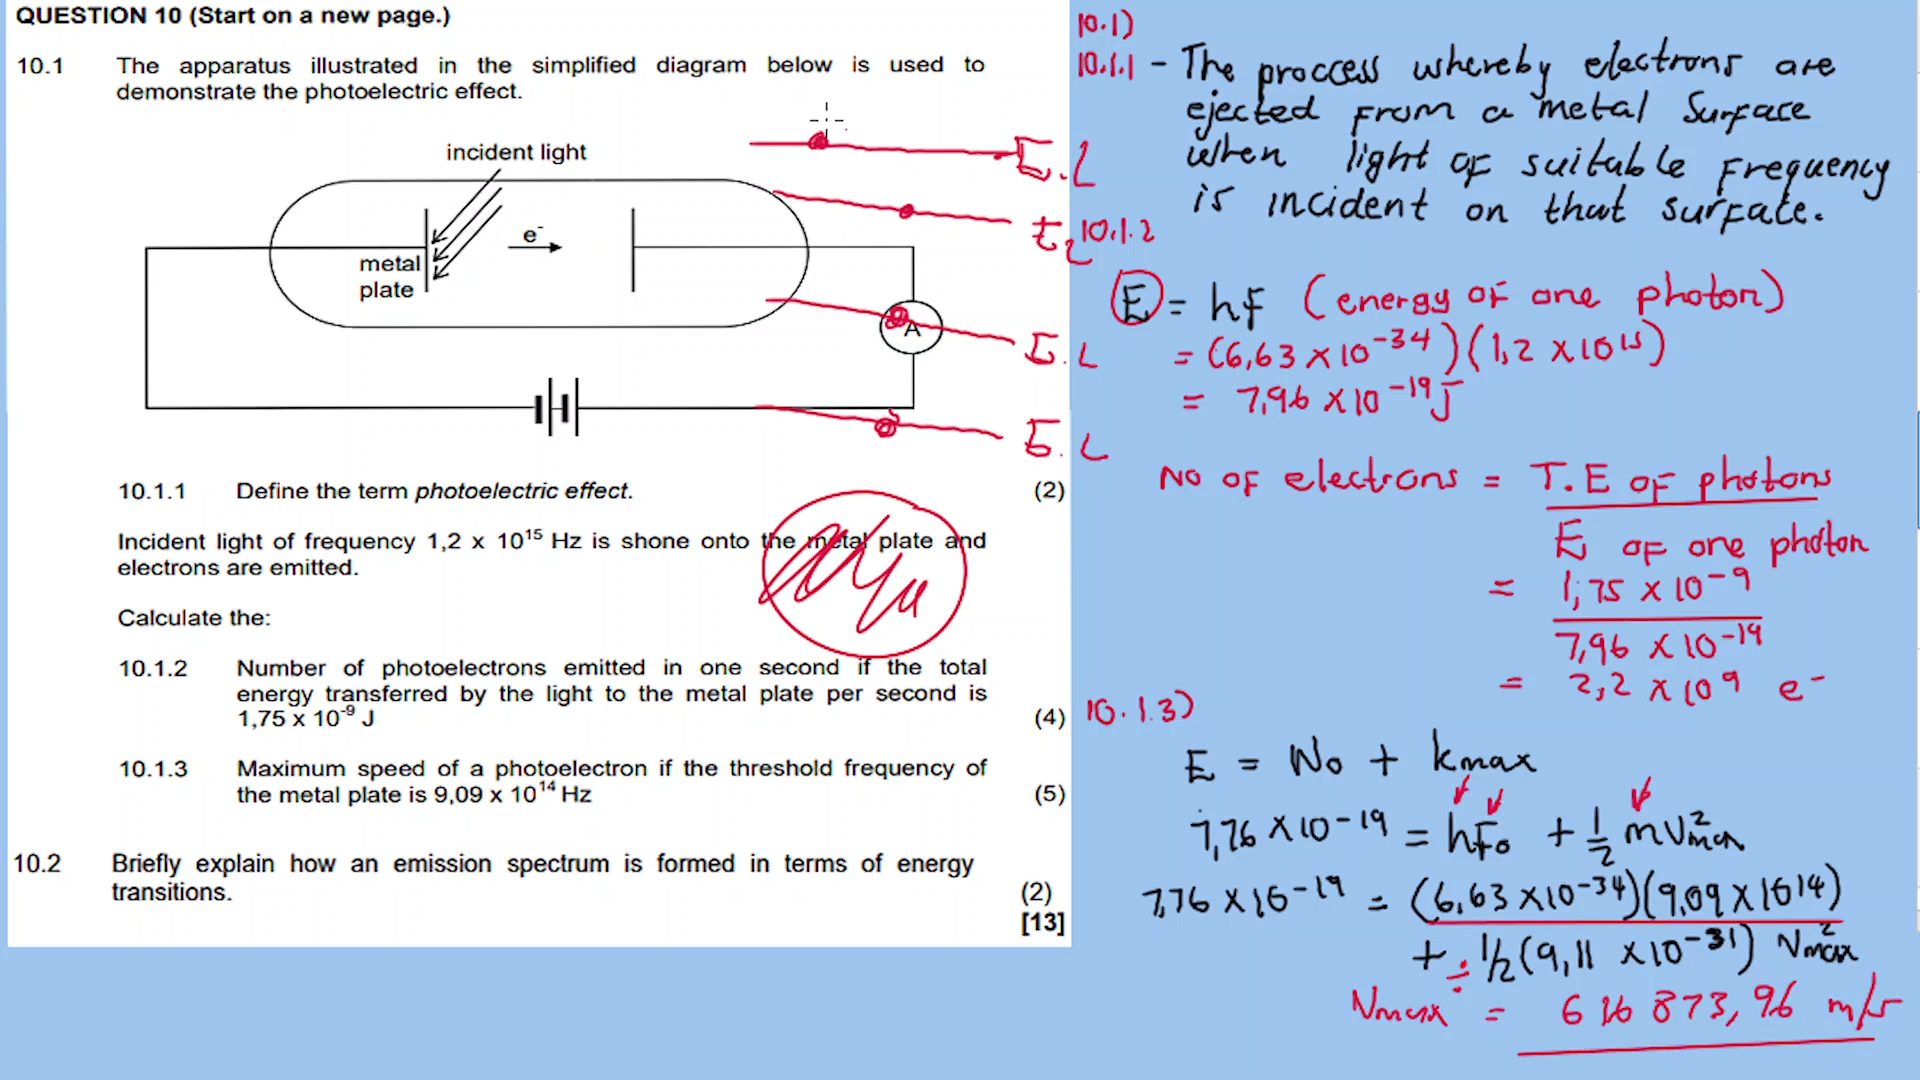 QUESTION 10 (Start on a new page.)
10.1 The apparatus illustrated in the simplified diagram below is used to
demonstrate the photoelectric effect.
incident light
e-
metal
plate
A
10.1.1 Define the term photoelectric effect. (2)
Incident light of frequency 1,2 x 10¹⁵ Hz is shone onto the metal plate and
electrons are emitted.
Calculate the:
10.1.2 Number of photoelectrons emitted in one second if the total
energy transferred by the light to the metal plate per second is
1,75 x 10⁻⁹ J (4)
10.1.3 Maximum speed of a photoelectron if the threshold frequency of
the metal plate is 9,09 x 10¹⁴ Hz (5)
10.2 Briefly explain how an emission spectrum is formed in terms of energy
transitions. (2)
[13]
E.L
E.L
E.L
10.1)
10.1.1 - The proccess whereby electrons are
ejected from a metal surface
when light of suitable frequency
is incident on that surface.
10.1.2
E = hf (energy of one photon)
= (6,63 x 10⁻³⁴)(1,2 x 10¹⁵)
= 7,96 x 10⁻¹⁹ J
No of electrons = T.E of photons
E of one photon
= 1,75 x 10⁻⁹
7,96 x 10⁻¹⁹
= 2,2 x 10⁹ e-
10.1.3)
E = W₀ + kmax
7,76 x 10⁻¹⁹ = hf₀ + 1/2 mv²max
7,76 x 10⁻¹⁹ = (6,63 x 10⁻³⁴)(9,09 x 10¹⁴)
+ 1/2 (9,11 x 10⁻³¹) v²max
vmax = 616 873,96 m/s